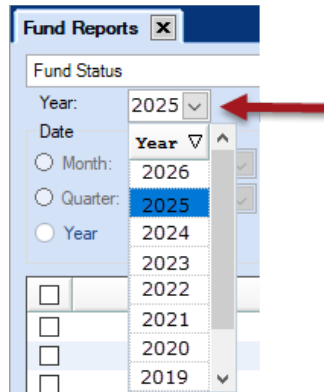 Fund Reports
Fund Status
Year: 2025
Date
Year
Month:
2026
Quarter:
2025
Year
2024
2023
2022
2021
2020
2019